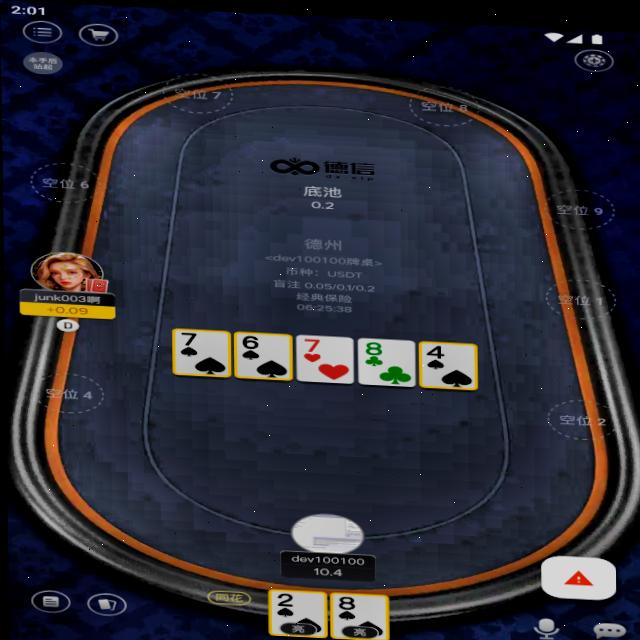 2:01
本手后
站起
空位 7
空位 8
空位 6
空位 9
德信
底池
0.2
德州
<dev100100牌桌>
币种: USDT
盲注 0.05/0.1/0.2
经典保险
06:25:38
junk003啊
+0.09
D
空位 1
7
6
7
8
4
空位 4
空位 2
dev100100
10.4
同花
2
8
亮
亮